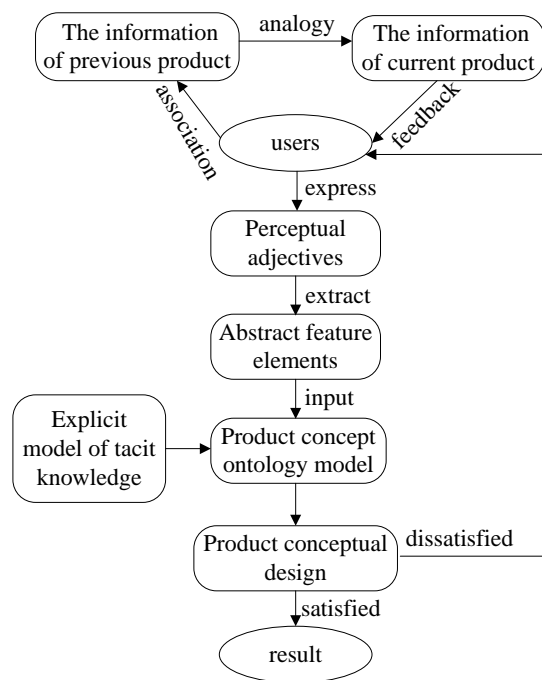 The information
of previous product
analogy
The information
of current product
association
feedback
users
express
Perceptual
adjectives
extract
Abstract feature
elements
input
Explicit
model of tacit
knowledge
Product concept
ontology model
Product conceptual
design
dissatisfied
satisfied
result